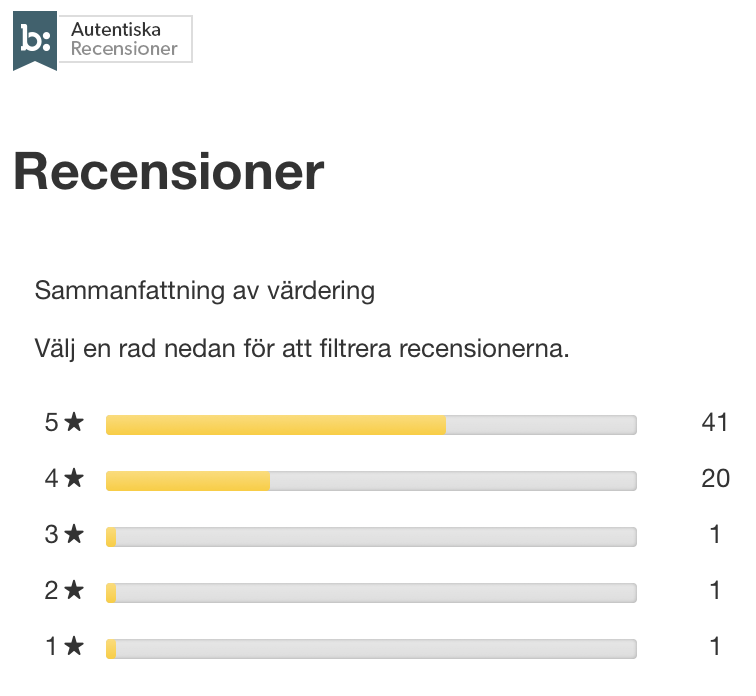 b:
Autentiska
Recensioner
Recensioner
Sammanfattning av värdering
Välj en rad nedan för att filtrera recensionerna.
5★ 41
4★ 20
3★ 1
2★ 1
1★ 1